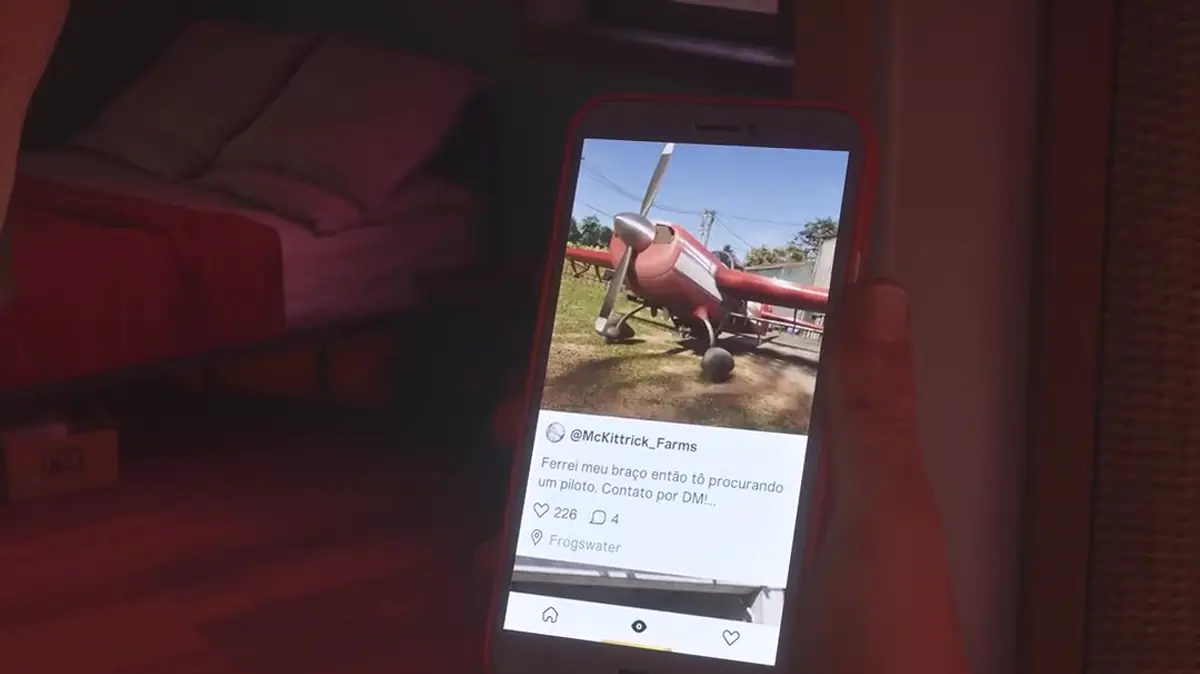 @McKittrick_Farms
Ferrei meu braço então tô procurando
um piloto. Contato por DM!...
226 4
Frogswater